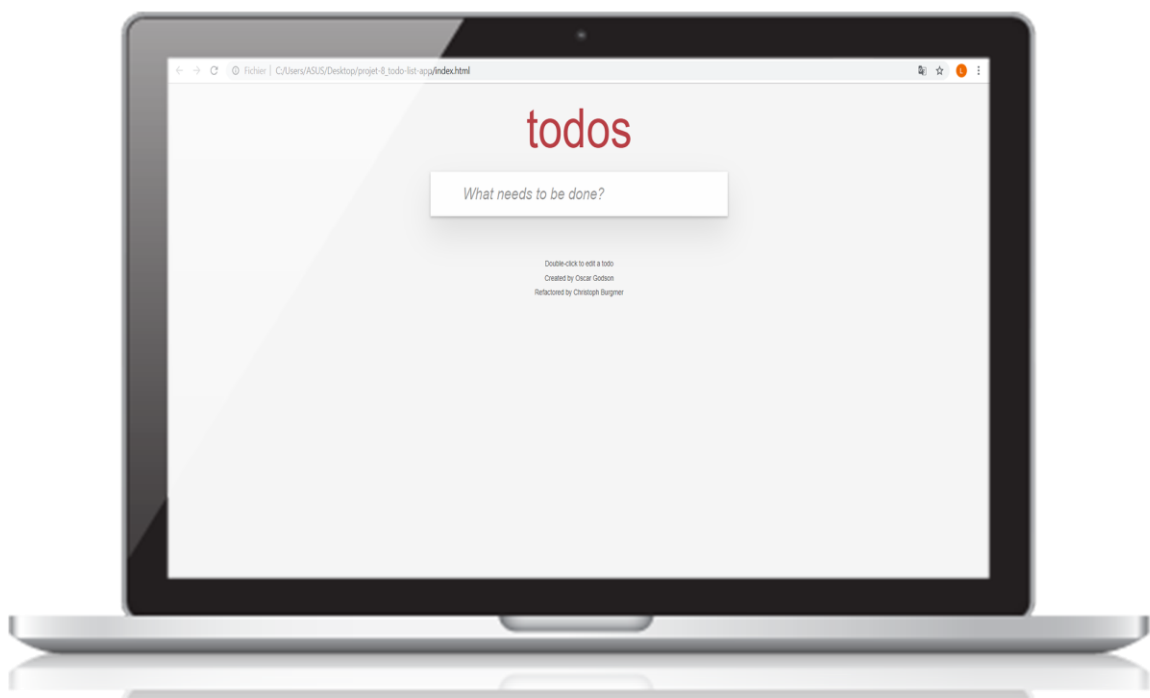 Fichier | C:/Users/ASUS/Desktop/projet-8_todo-list-app/index.html
L
todos
What needs to be done?
Double-click to edit a todo
Created by Oscar Godson
Refactored by Christoph Burgmer